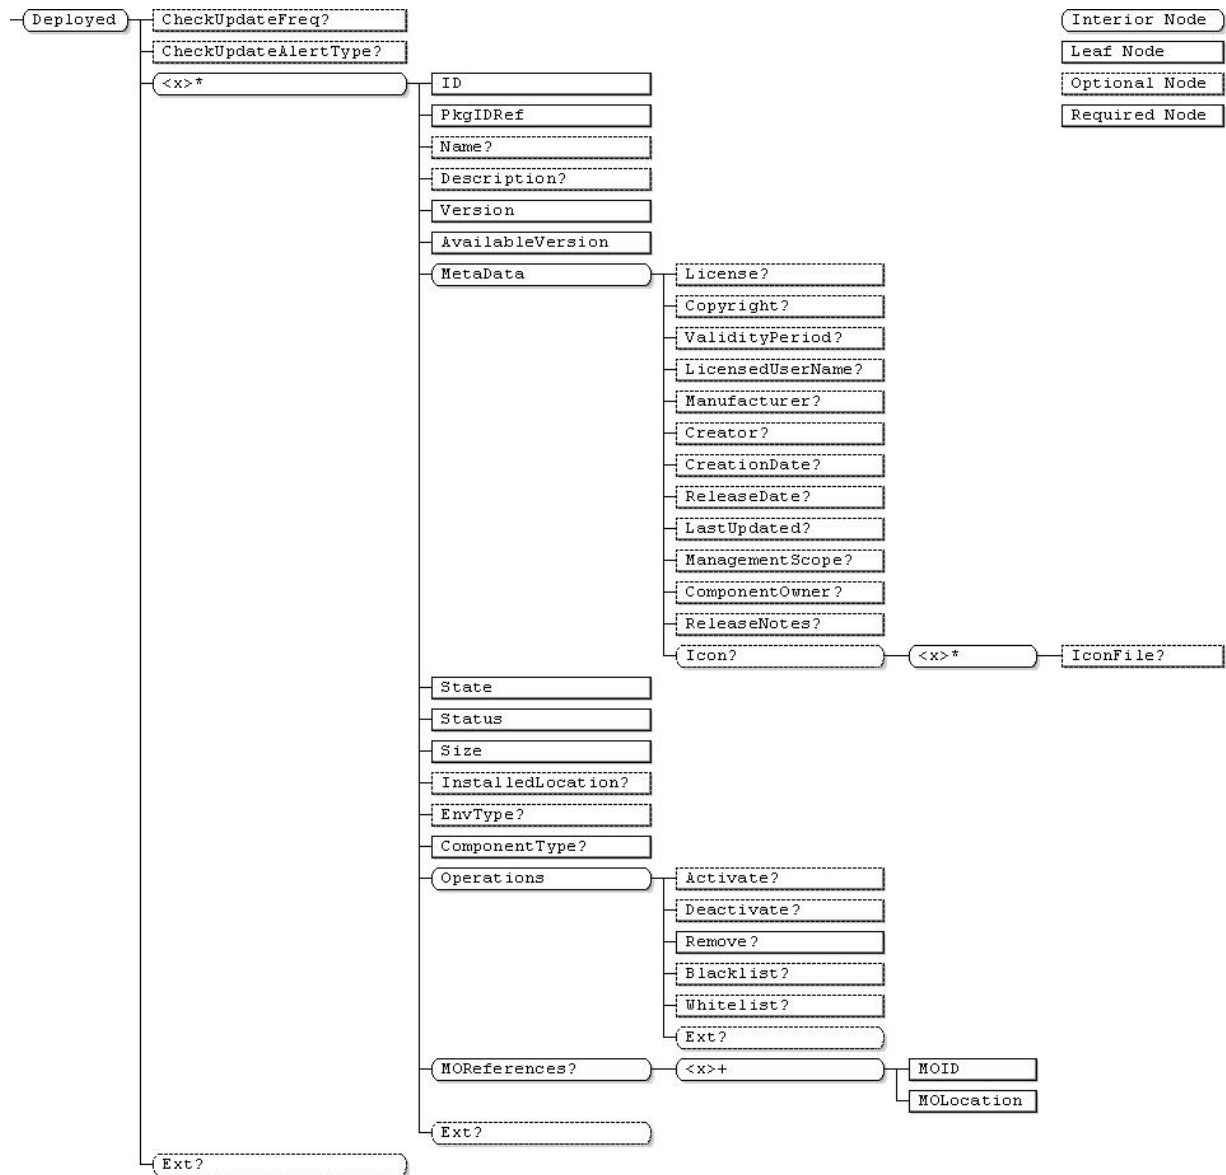 Deployed
CheckUpdateFreq?
Interior Node
CheckUpdateAlertType?
Leaf Node
<x>*
ID
Optional Node
PkgIDRef
Required Node
Name?
Description?
Version
AvailableVersion
MetaData
License?
Copyright?
ValidityPeriod?
LicensedUserName?
Manufacturer?
Creator?
CreationDate?
ReleaseDate?
LastUpdated?
ManagementScope?
ComponentOwner?
ReleaseNotes?
Icon?
<x>*
IconFile?
State
Status
Size
InstalledLocation?
EnvType?
ComponentType?
Operations
Activate?
Deactivate?
Remove?
Blacklist?
Whitelist?
Ext?
MOReferences?
<x>+
MOID
MOLocation
Ext?
Ext?